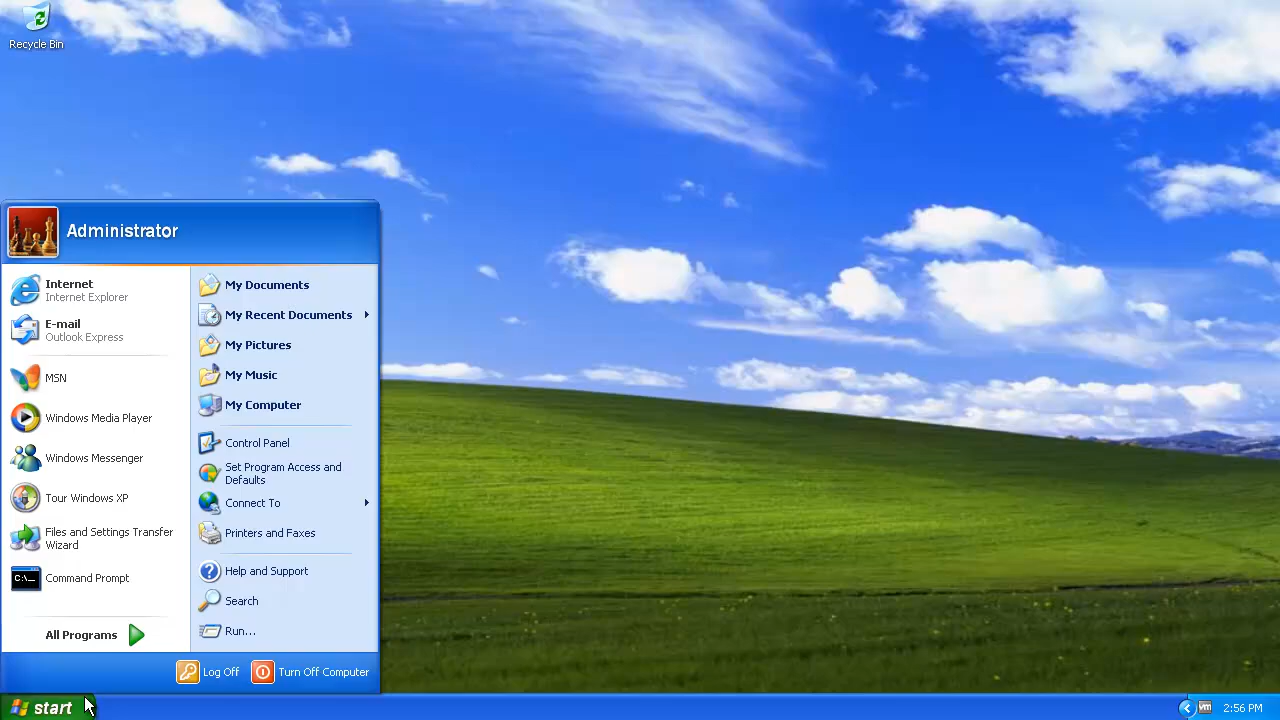 Recycle Bin
Administrator
Internet
Internet Explorer
E-mail
Outlook Express
MSN
Windows Media Player
Windows Messenger
Tour Windows XP
Files and Settings Transfer
Wizard
C:\_
Command Prompt
All Programs
My Documents
My Recent Documents
My Pictures
My Music
My Computer
Control Panel
Set Program Access and
Defaults
Connect To
Printers and Faxes
Help and Support
Search
Run...
Log Off
Turn Off Computer
start
vm
2:56 PM